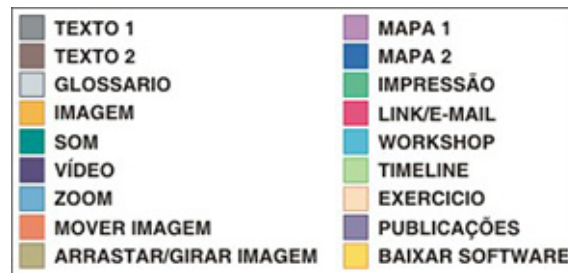 TEXTO 1
TEXTO 2
GLOSSARIO
IMAGEM
SOM
VÍDEO
ZOOM
MOVER IMAGEM
ARRASTAR/GIRAR IMAGEM
MAPA 1
MAPA 2
IMPRESSÃO
LINK/E-MAIL
WORKSHOP
TIMELINE
EXERCICIO
PUBLICAÇÕES
BAIXAR SOFTWARE